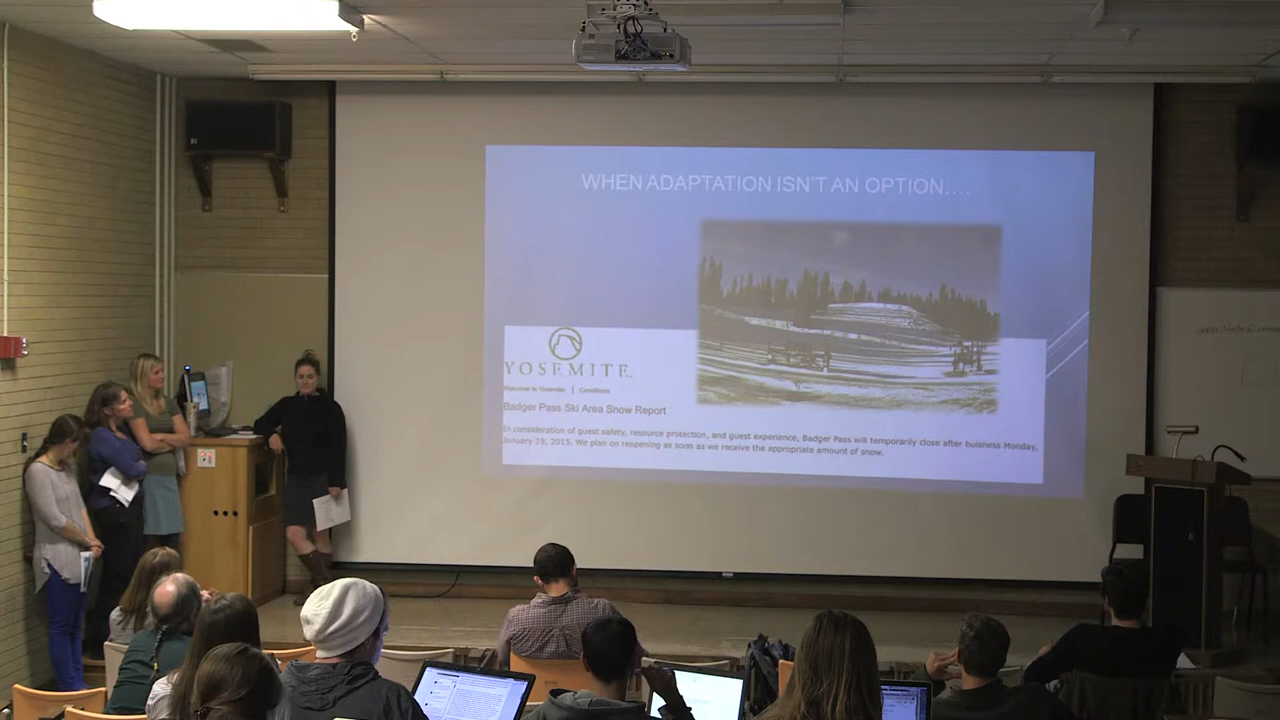 WHEN ADAPTATION ISN'T AN OPTION....
YOSEMITE
Welcome to Yosemite | Conditions
Badger Pass Ski Area Snow Report
In consideration of guest safety, resource protection, and guest experience, Badger Pass will temporarily close after buisness Monday,
January 19, 2015. We plan on reopening as soon as we receive the appropriate amount of snow.